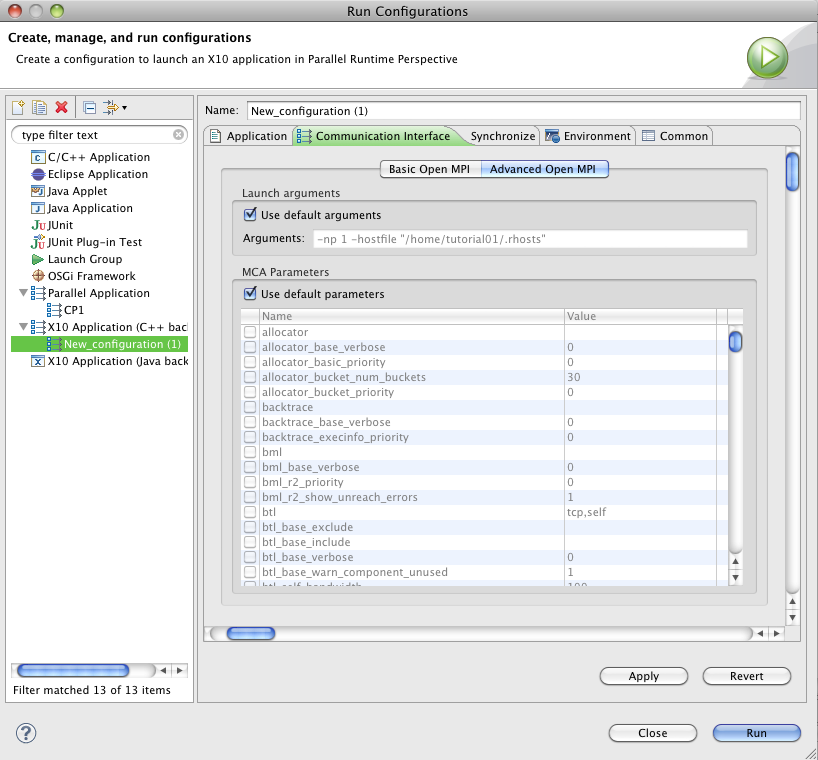 Run Configurations
Create, manage, and run configurations
Create a configuration to launch an X10 application in Parallel Runtime Perspective
type filter text
C/C++ Application
Eclipse Application
Java Applet
Java Application
JUnit
JUnit Plug-in Test
Launch Group
OSGi Framework
Parallel Application
CP1
X10 Application (C++ bac
New_configuration (1)
X10 Application (Java back
Filter matched 13 of 13 items
Name: New_configuration (1)
Application Communication Interface Synchronize Environment Common
Basic Open MPI Advanced Open MPI
Launch arguments
Use default arguments
Arguments: -np 1 -hostfile "/home/tutorial01/.rhosts"
MCA Parameters
Use default parameters
Name Value
allocator
allocator_base_verbose 0
allocator_basic_priority 0
allocator_bucket_num_buckets 30
allocator_bucket_priority 0
backtrace
backtrace_base_verbose 0
backtrace_execinfo_priority 0
bml
bml_base_verbose 0
bml_r2_priority 0
bml_r2_show_unreach_errors 1
btl tcp,self
btl_base_exclude
btl_base_include
btl_base_verbose 0
btl_base_warn_component_unused 1
btl_self_bandwidth 100
Apply Revert
? Close Run